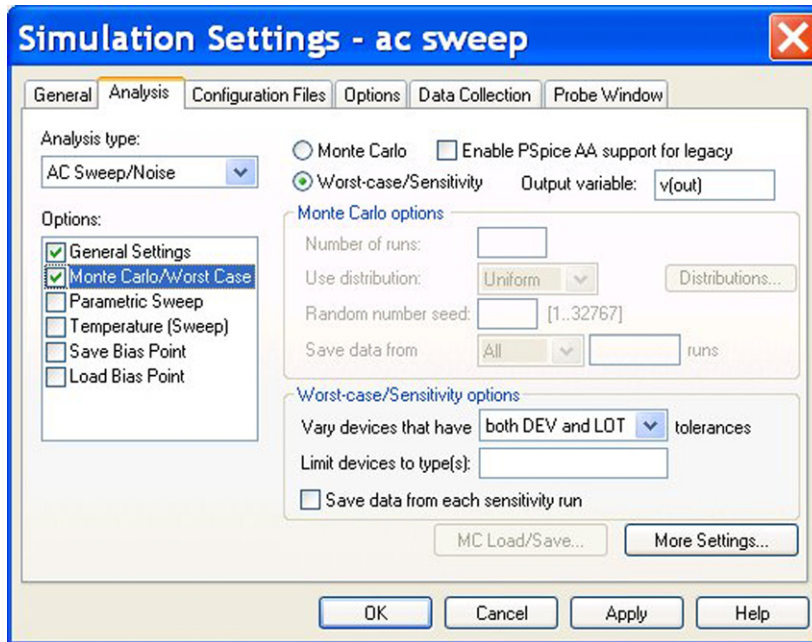 Simulation Settings - ac sweep
General Analysis Configuration Files Options Data Collection Probe Window
Analysis type:
AC Sweep/Noise
Options:
General Settings
Monte Carlo/Worst Case
Parametric Sweep
Temperature (Sweep)
Save Bias Point
Load Bias Point
Monte Carlo Enable PSpice AA support for legacy
Worst-case/Sensitivity Output variable: v(out)
Monte Carlo options
Number of runs:
Use distribution: Uniform Distributions...
Random number seed: [1..32767]
Save data from All runs
Worst-case/Sensitivity options
Vary devices that have both DEV and LOT tolerances
Limit devices to type(s):
Save data from each sensitivity run
MC Load/Save... More Settings...
OK Cancel Apply Help